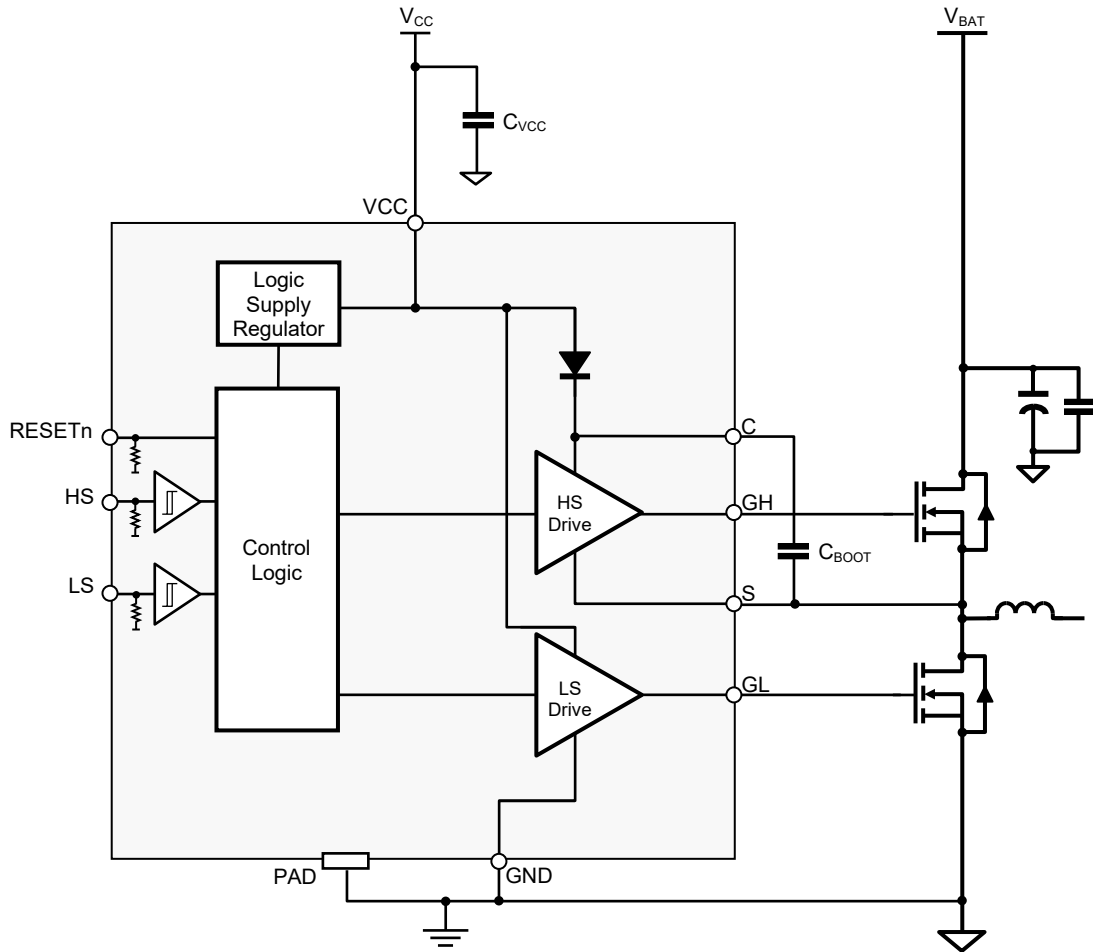 VCC
VBAT
CVCC
VCC
Logic
Supply
Regulator
RESETn
C
HS
HS
Drive
GH
Control
Logic
CBOOT
LS
S
LS
Drive
GL
PAD
GND